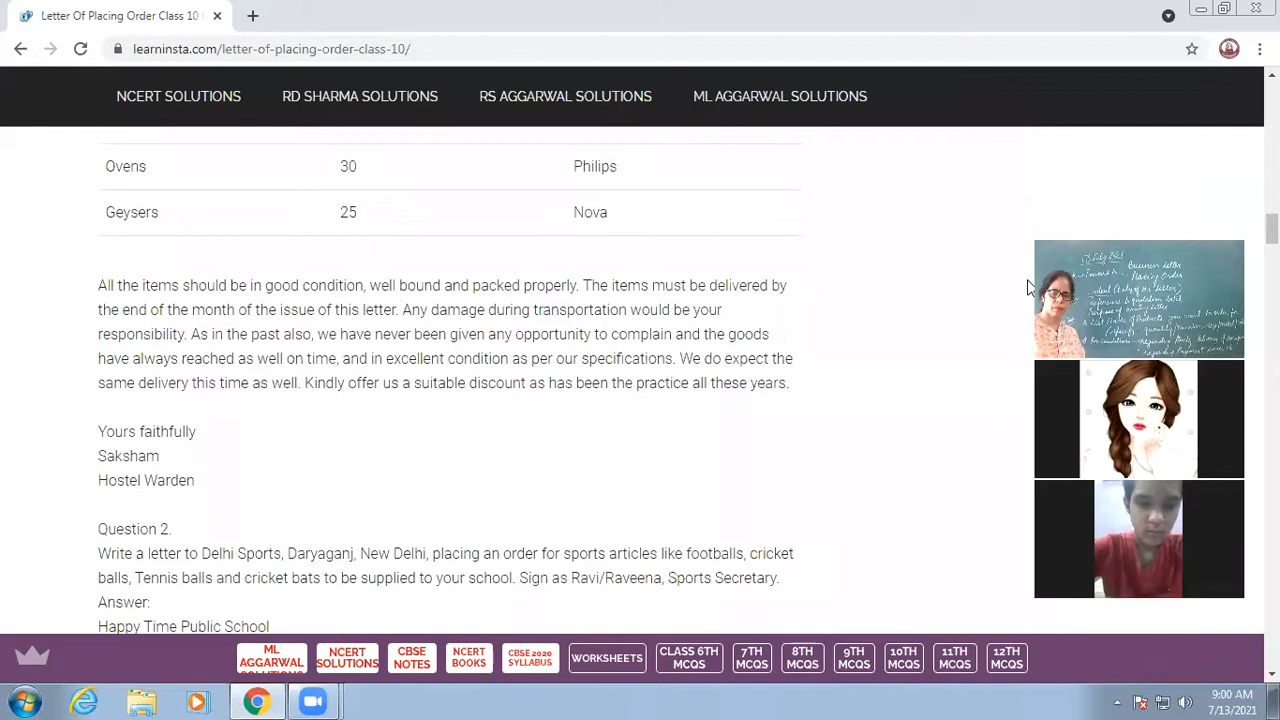 Letter Of Placing Order Class 10
learninsta.com/letter-of-placing-order-class-10/
NCERT SOLUTIONS RD SHARMA SOLUTIONS RS AGGARWAL SOLUTIONS ML AGGARWAL SOLUTIONS
Ovens 30 Philips
Geysers 25 Nova
All the items should be in good condition, well bound and packed properly. The items must be delivered by
the end of the month of the issue of this letter. Any damage during transportation would be your
responsibility. As in the past also, we have never been given any opportunity to complain and the goods
have always reached as well on time, and in excellent condition as per our specifications. We do expect the
same delivery this time as well. Kindly offer us a suitable discount as has been the practice all these years.
Yours faithfully
Saksham
Hostel Warden
Question 2.
Write a letter to Delhi Sports, Daryaganj, New Delhi, placing an order for sports articles like footballs, cricket
balls, Tennis balls and cricket bats to be supplied to your school. Sign as Ravi/Raveena, Sports Secretary.
Answer:
Happy Time Public School
13 July 2021
Business Letter
Placing Order
ML AGGARWAL SOLUTIONS
NCERT SOLUTIONS
CBSE NOTES
NCERT BOOKS
CBSE 2020 SYLLABUS
WORKSHEETS
CLASS 6TH MCQS
7TH MCQS
8TH MCQS
9TH MCQS
10TH MCQS
11TH MCQS
12TH MCQS
9:00 AM
7/13/2021